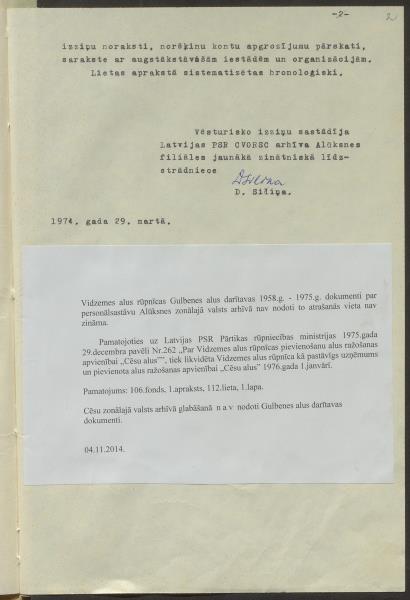 -2-
2
izziņu noraksti, norēķinu kontu apgrozījumu pārskati,
sarakste ar augstākstāvāšām iestādēm un organizācijām.
Lietas aprakstā sistematizētas hronoloģiski.
Vēsturisko izziņu sastādīja
Latvijas PSR CVORSC arhīva Alūksnes
filiāles jaunākā zinātniskā līdz-
strādniece
D. Siliņa.
1974. gada 29. martā.
Vidzemes alus rūpnīcas Gulbenes alus darītavas 1958.g. - 1975.g. dokumenti par
personālsastāvu Alūksnes zonālajā valsts arhīvā nav nodoti to atrašanās vieta nav
zināma.
Pamatojoties uz Latvijas PSR Pārtikas rūpniecības ministrijas 1975.gada
29.decembra pavēli Nr.262 „Par Vidzemes alus rūpnīcas pievienošanu alus ražošanas
apvienībai „Cēsu alus"", tiek likvidēta Vidzemes alus rūpnīca kā pastāvīgs uzņēmums
un pievienota alus ražošanas apvienībai „Cēsu alus" 1976.gada 1.janvārī.
Pamatojums: 106.fonds, 1.apraksts, 112.lieta, 1.lapa.
Cēsu zonālajā valsts arhīvā glabāšanā n a v nodoti Gulbenes alus darītavas
dokumenti.
04.11.2014.